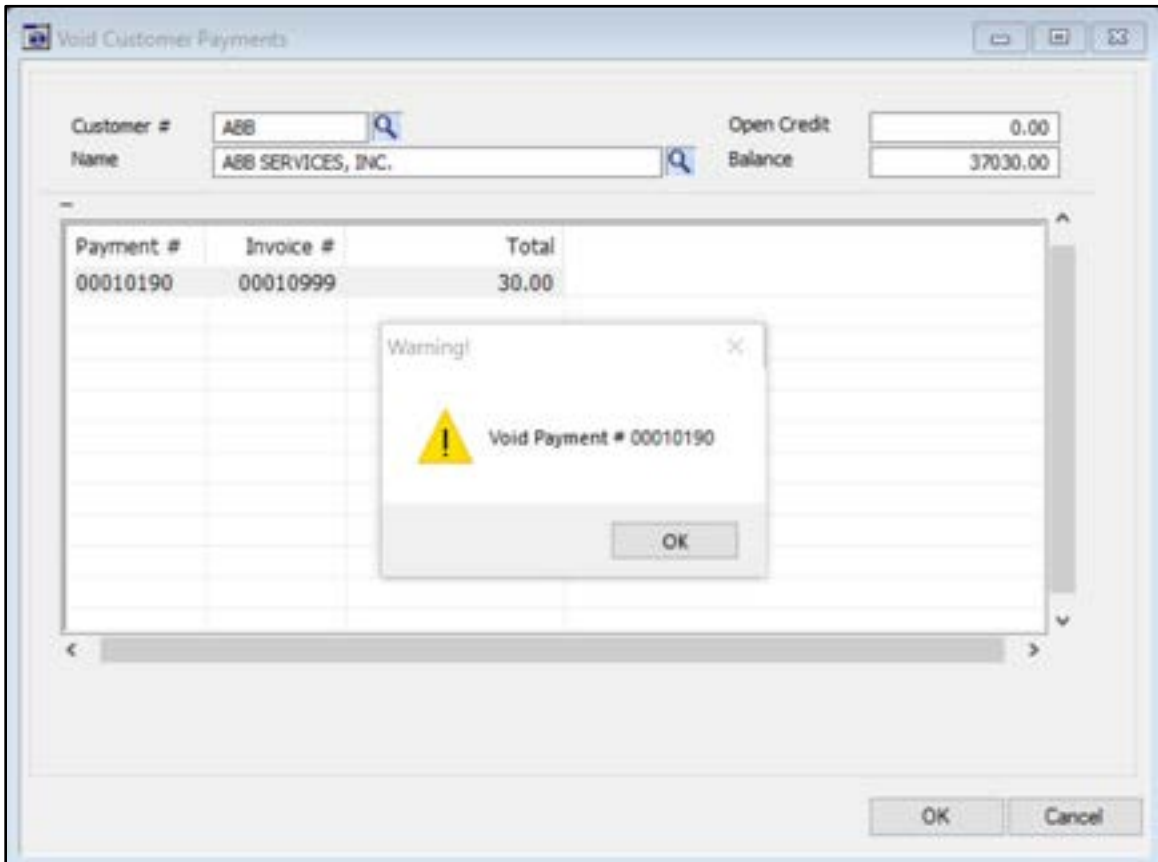 Void Customer Payments
Customer # ABB Open Credit 0.00
Name ABB SERVICES, INC. Balance 37030.00
Payment # Invoice # Total
00010190 00010999 30.00
Warning!
Void Payment # 00010190
OK
OK Cancel